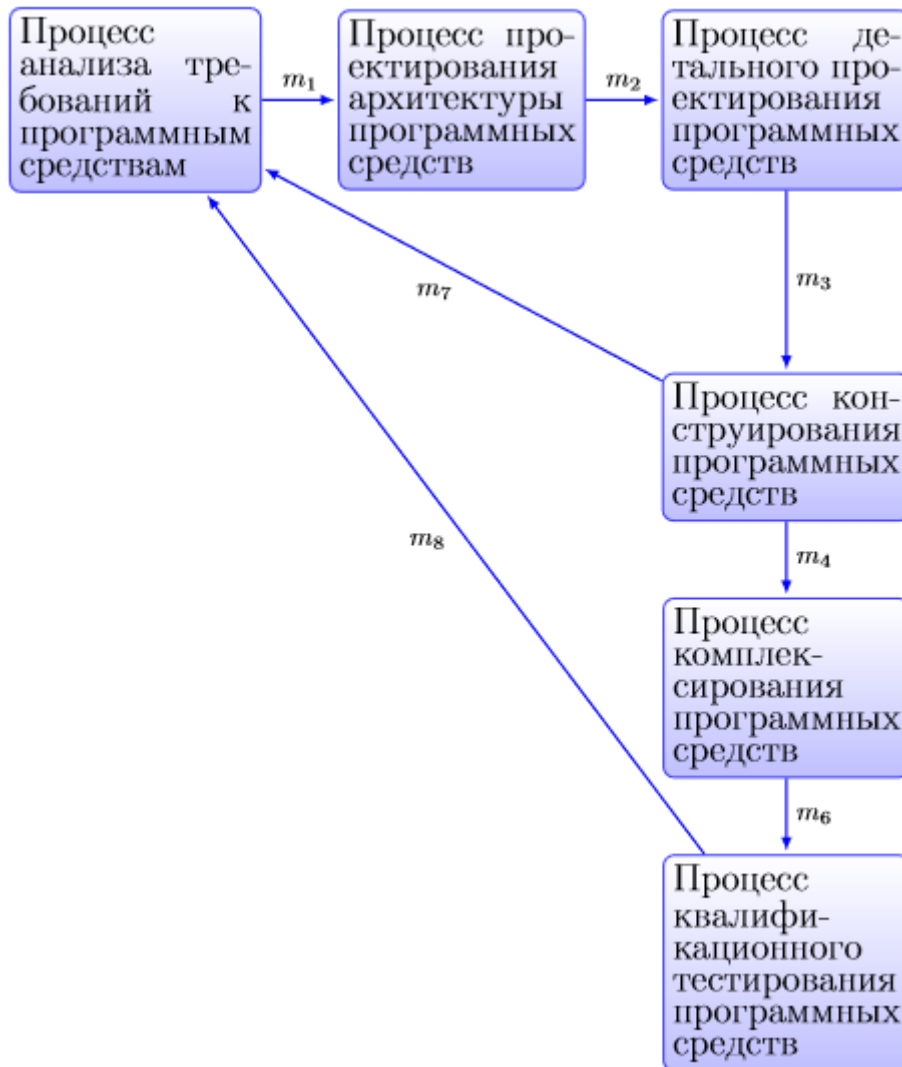 Процесс
анализа тре-
бований к
программным
средствам
m₁
Процесс про-
ектирования
архитектуры
программных
средств
m₂
Процесс де-
тального про-
ектирования
программных
средств
m₃
m₇
Процесс кон-
струирования
программных
средств
m₈
m₄
Процесс
комплек-
сирования
программных
средств
m₆
Процесс
квалифи-
кационного
тестирования
программных
средств